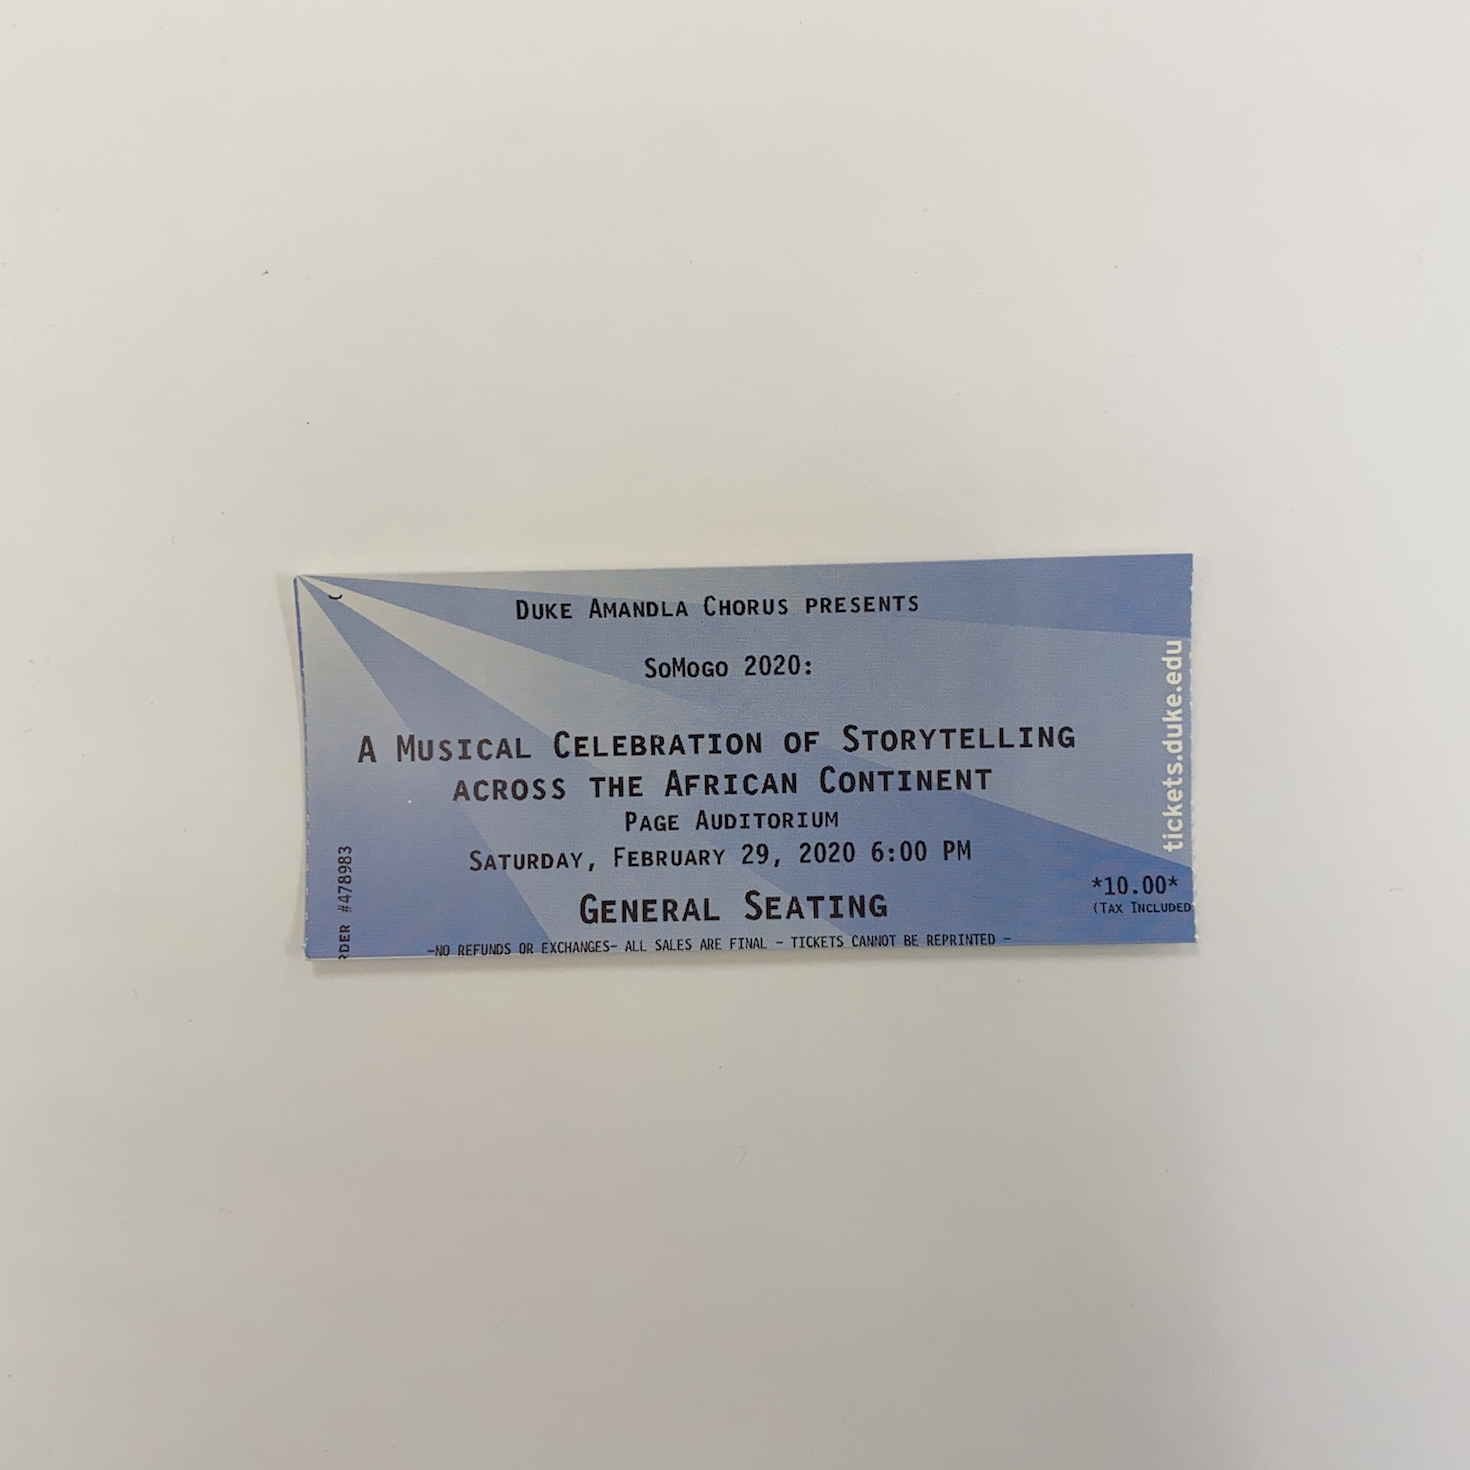 DUKE AMANDLA CHORUS PRESENTS
SOMOGO 2020:
A MUSICAL CELEBRATION OF STORYTELLING
ACROSS THE AFRICAN CONTINENT
PAGE AUDITORIUM
SATURDAY, FEBRUARY 29, 2020 6:00 PM
GENERAL SEATING
-NO REFUNDS OR EXCHANGES- ALL SALES ARE FINAL - TICKETS CANNOT BE REPRINTED -
#478983
tickets.duke.edu
*10.00*
(TAX INCLUDED